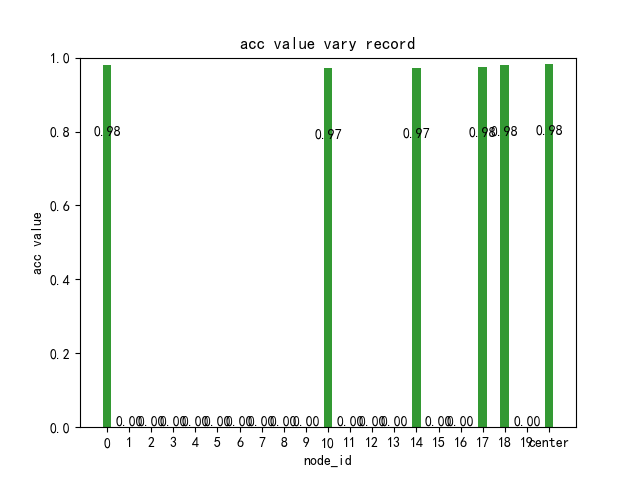 acc value vary record
1.0
0.8
0.6
0.4
0.2
0.0
acc value
0.98 0.97 0.97 0.98 0.98 0.98
0.00 0.00 0.00 0.00 0.00 0.00 0.00 0.00 0.00 0.00 0.00 0.00 0.00 0.00 0.00
0 1 2 3 4 5 6 7 8 9 10 11 12 13 14 15 16 17 18 19 center
node_id